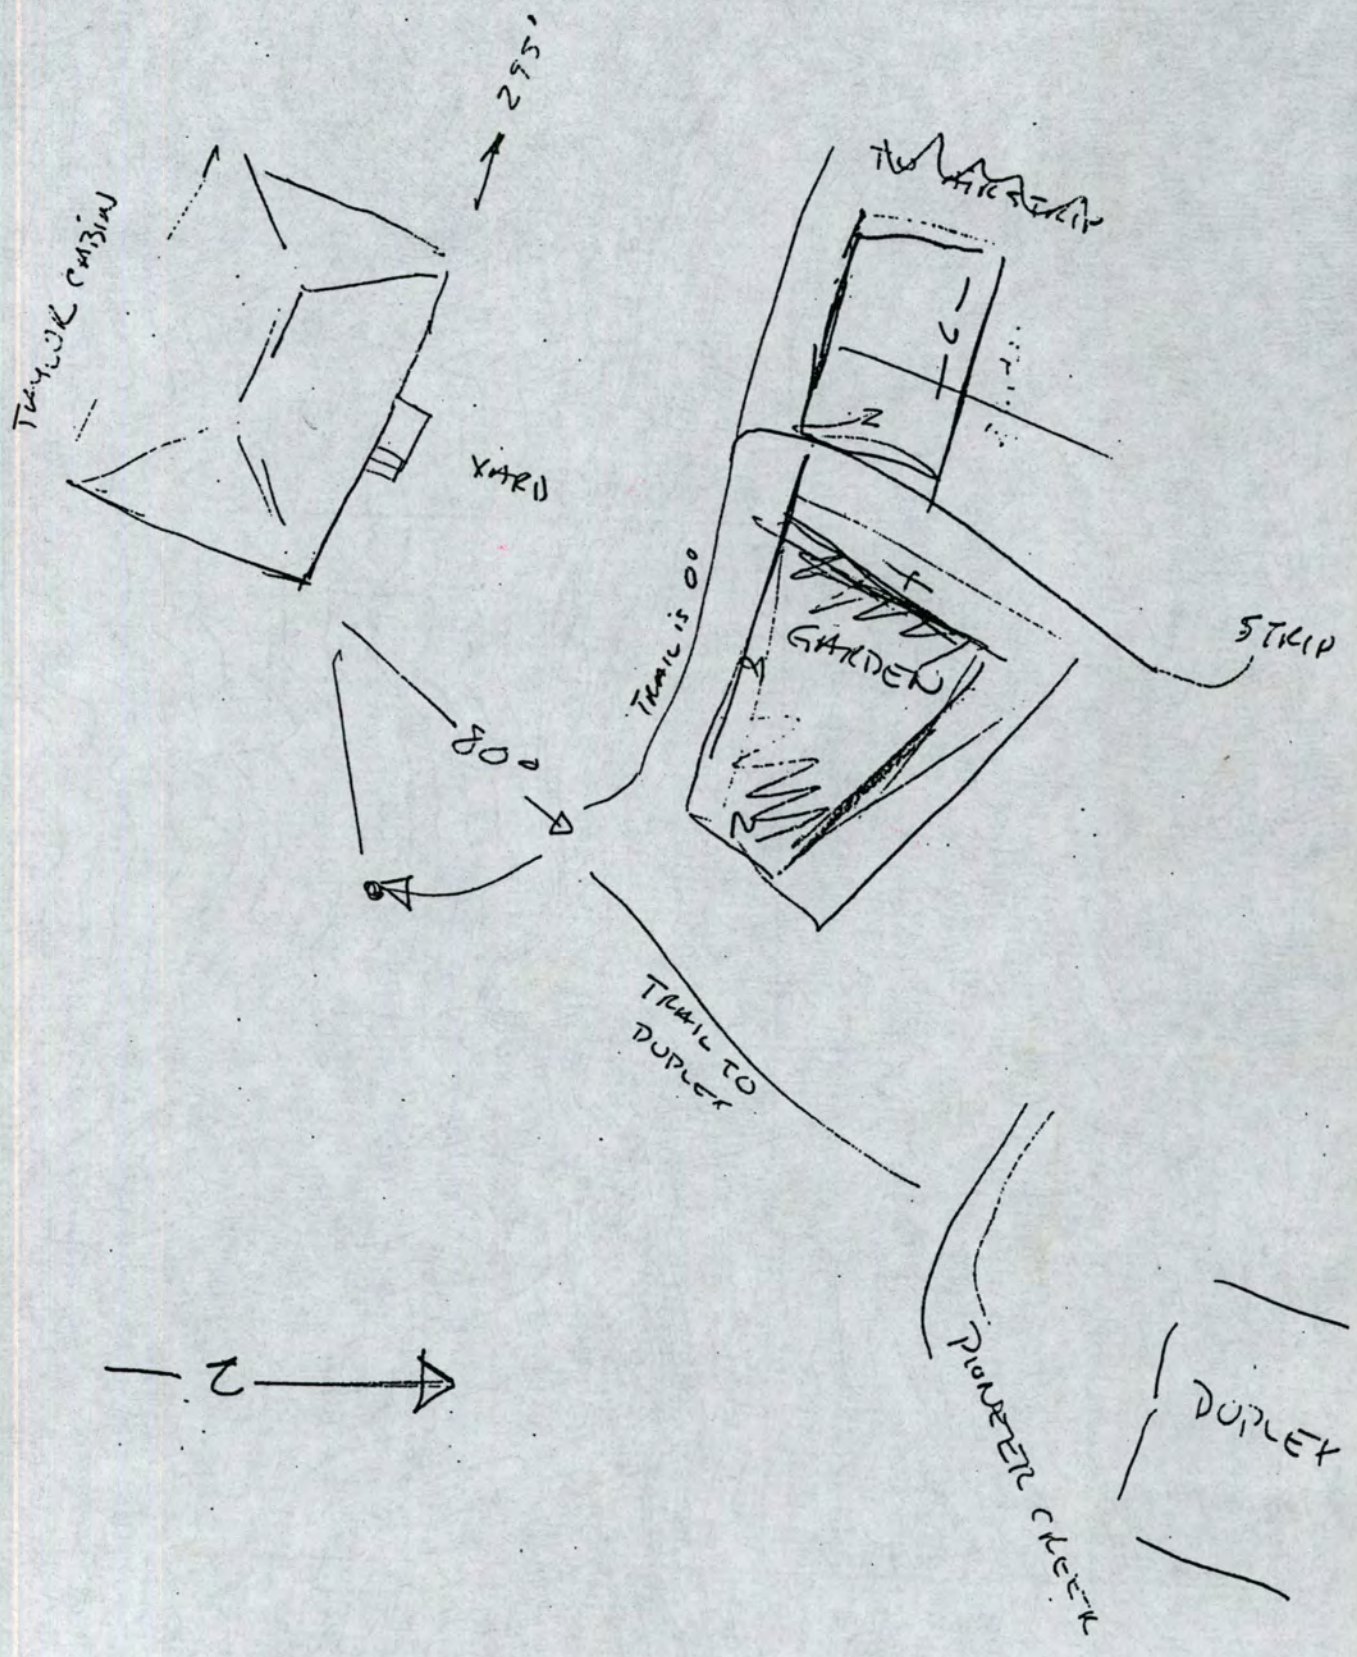 295'
TAYLOR CABIN
YARD
TRAIL is 0°
GARDEN
STRIP
80°
TRAIL TO
DUPLEX
PIONEER CREEK
DUPLEX
N